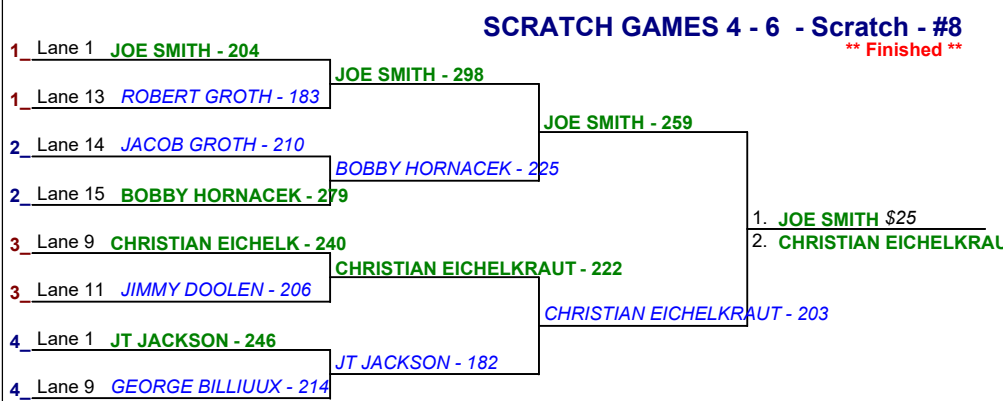 SCRATCH GAMES 4 - 6 - Scratch - #8
** Finished **
1_ Lane 1 JOE SMITH - 204
JOE SMITH - 298
1_ Lane 13 ROBERT GROTH - 183
JOE SMITH - 259
2_ Lane 14 JACOB GROTH - 210
BOBBY HORNACEK - 225
2_ Lane 15 BOBBY HORNACEK - 279
1. JOE SMITH $25
2. CHRISTIAN EICHELKRAU
3_ Lane 9 CHRISTIAN EICHELK - 240
CHRISTIAN EICHELKRAUT - 222
3_ Lane 11 JIMMY DOOLEN - 206
CHRISTIAN EICHELKRAUT - 203
4_ Lane 1 JT JACKSON - 246
JT JACKSON - 182
4_ Lane 9 GEORGE BILLIUUX - 214